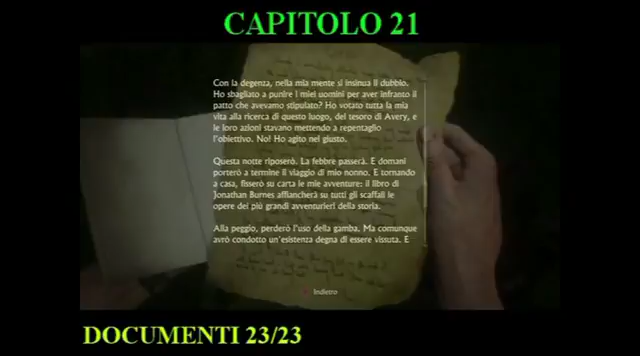 CAPITOLO 21
Con la degenza, nella mia mente si insinua il dubbio.
Ho sbagliato a punire i miei uomini per aver infranto il
patto che avevamo stipulato? Ho votato tutta la mia
vita alla ricerca di questo luogo, del tesoro di Avery, e
le loro azioni stavano mettendo a repentaglio
l'obiettivo. No! Ho agito nel giusto.
Questa notte riposerò. La febbre passerà. E domani
porterò a termine il viaggio di mio nonno. E tornando
a casa, fisserò su carta le mie avventure: il libro di
Jonathan Burnes affiancherà su tutti gli scaffali le
opere dei più grandi avventurieri della storia.
Alla peggio, perderò l'uso della gamba. Ma comunque
avrò condotto un'esistenza degna di essere vissuta. E
Indietro
DOCUMENTI 23/23